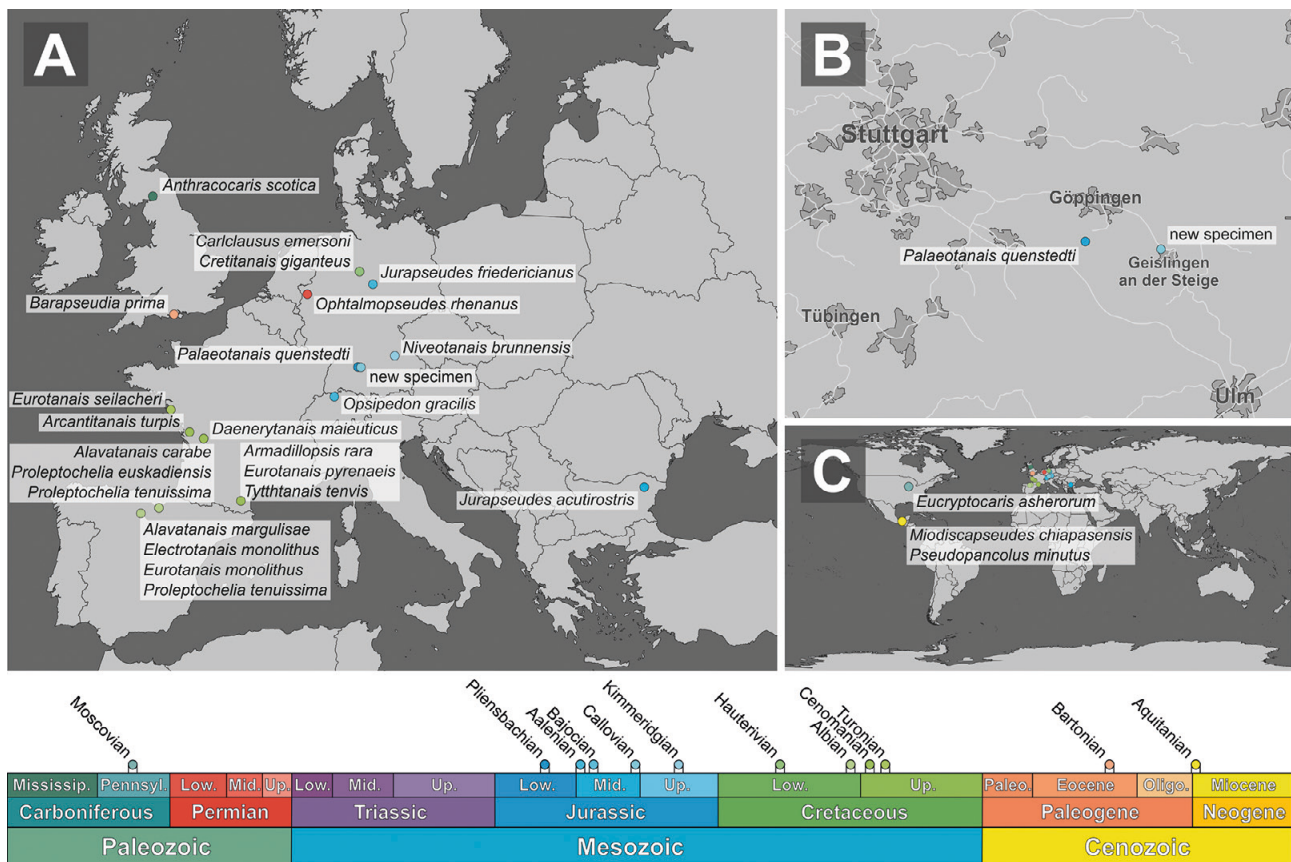 A
Anthracocaris scotica
Carlclausus emersoni
Cretitanais giganteus
Jurapseudes friedericianus
Ophtalmopseudes rhenanus
Barapseudia prima
Palaeotanais quenstedti
Niveotanais brunnensis
new specimen
Opsipedon gracilis
Eurotanais seilacheri
Arcantitanais turpis
Daenerytanais maieuticus
Alavatanais carabe
Proleptochelia euskadiensis
Proleptochelia tenuissima
Armadillopsis rara
Eurotanais pyrenaeis
Tytthtanais tenvis
Jurapseudes acutirostris
Alavatanais margulisae
Electrotanais monolithus
Eurotanais monolithus
Proleptochelia tenuissima
B
Stuttgart
Göppingen
new specimen
Palaeotanais quenstedti
Geislingen
an der Steige
Tübingen
Ulm
C
Eucryptocaris asherorum
Miodiscapseudes chiapasensis
Pseudopancolus minutus
Moscovian
Pliensbachian
Aalenian
Bajocian
Callovian
Kimmeridgian
Hauterivian
Albian
Cenomanian
Turonian
Bartonian
Aquitanian
Mississip. Pennsyl. Low. Mid. Up. Low. Mid. Up. Low. Mid. Up. Low. Up. Paleo. Eocene Oligo. Miocene
Carboniferous Permian Triassic Jurassic Cretaceous Paleogene Neogene
Paleozoic Mesozoic Cenozoic